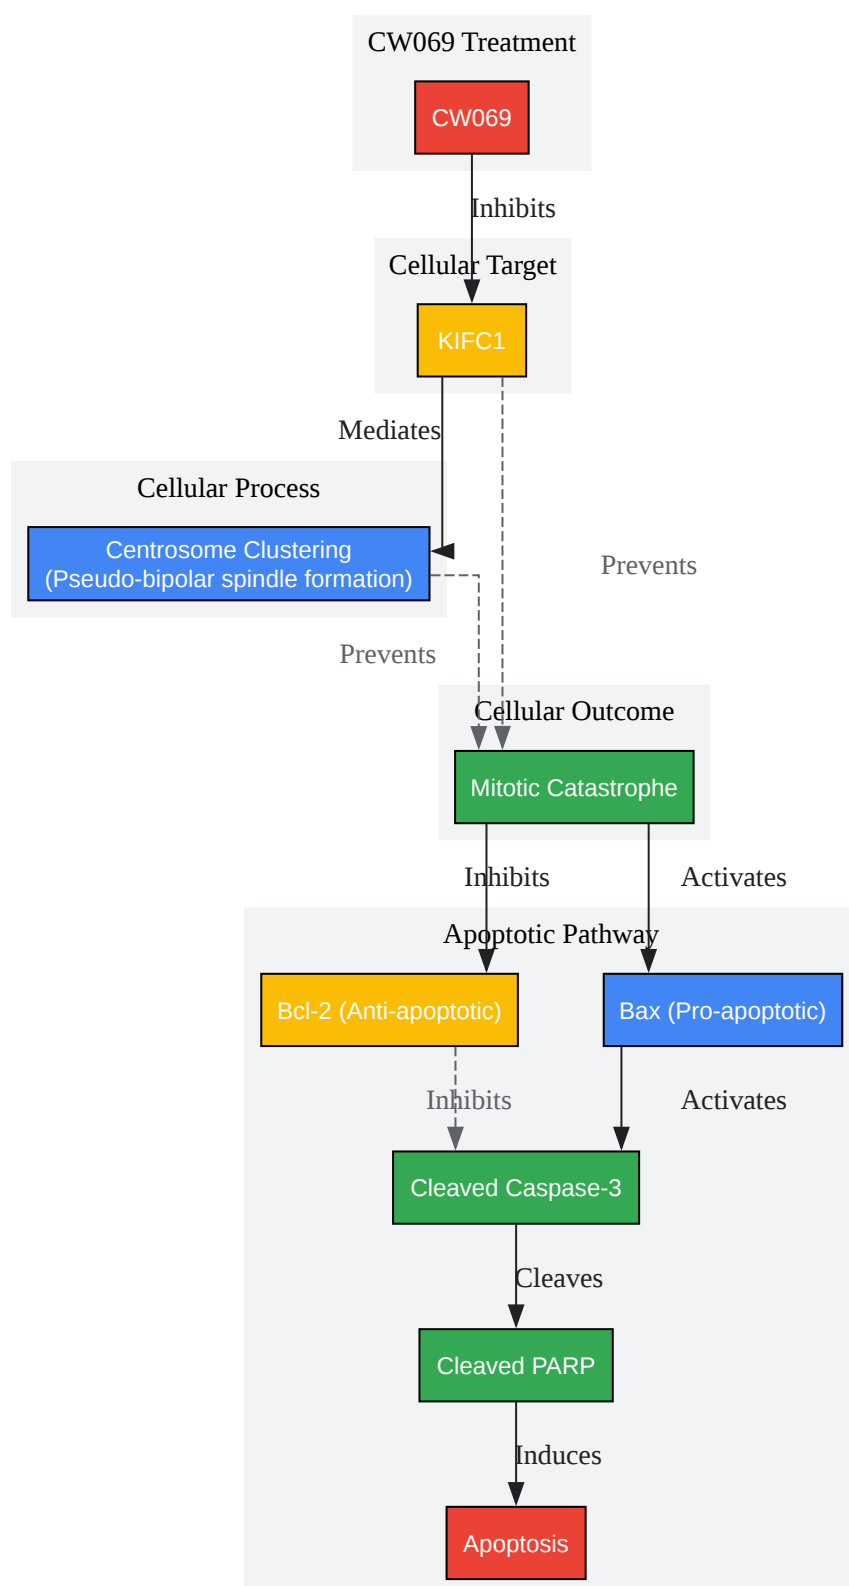 CW069 Treatment
CW069
Inhibits
Cellular Target
KIFC1
Mediates
Cellular Process
Centrosome Clustering
(Pseudo-bipolar spindle formation)
Prevents
Prevents
Cellular Outcome
Mitotic Catastrophe
Inhibits
Activates
Apoptotic Pathway
Bcl-2 (Anti-apoptotic)
Bax (Pro-apoptotic)
Inhibits
Activates
Cleaved Caspase-3
Cleaves
Cleaved PARP
Induces
Apoptosis